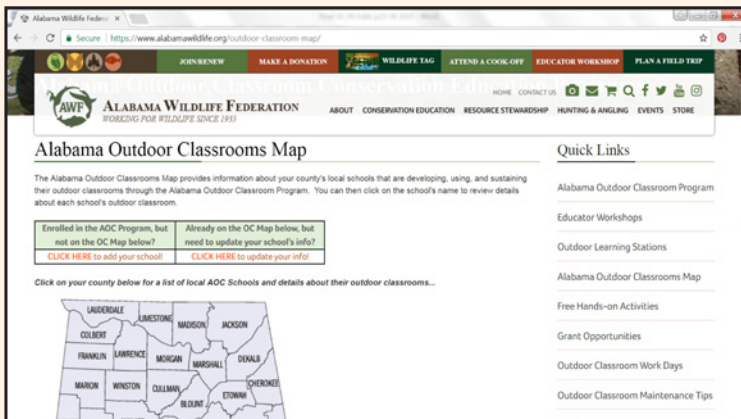 Alabama Wildlife Federa
Secure | https://www.alabamawildlife.org/outdoor-classroom-map/
JOIN/RENEW MAKE A DONATION WILDLIFE TAG ATTEND A COOK-OFF EDUCATOR WORKSHOP PLAN A FIELD TRIP
HOME CONTACT US
AWF
ALABAMA WILDLIFE FEDERATION
WORKING FOR WILDLIFE SINCE 1935
ABOUT CONSERVATION EDUCATION RESOURCE STEWARDSHIP HUNTING & ANGLING EVENTS STORE
Alabama Outdoor Classrooms Map
The Alabama Outdoor Classrooms Map provides information about your county's local schools that are developing, using, and sustaining
their outdoor classrooms through the Alabama Outdoor Classroom Program. You can then click on the school's name to review details
about each school's outdoor classroom.
Enrolled in the AOC Program, but
not on the OC Map below?
CLICK HERE to add your school!
Already on the OC Map below, but
need to update your school's info?
CLICK HERE to update your info!
Click on your county below for a list of local AOC Schools and details about their outdoor classrooms...
LAUDERDALE
LIMESTONE
MADISON
JACKSON
COLBERT
FRANKLIN
LAWRENCE
MORGAN
MARSHALL
DEKALB
MARION
WINSTON
CULLMAN
BLOUNT
ETOWAH
CHEROKEE
Quick Links
Alabama Outdoor Classroom Program
Educator Workshops
Outdoor Learning Stations
Alabama Outdoor Classrooms Map
Free Hands-on Activities
Grant Opportunities
Outdoor Classroom Work Days
Outdoor Classroom Maintenance Tips